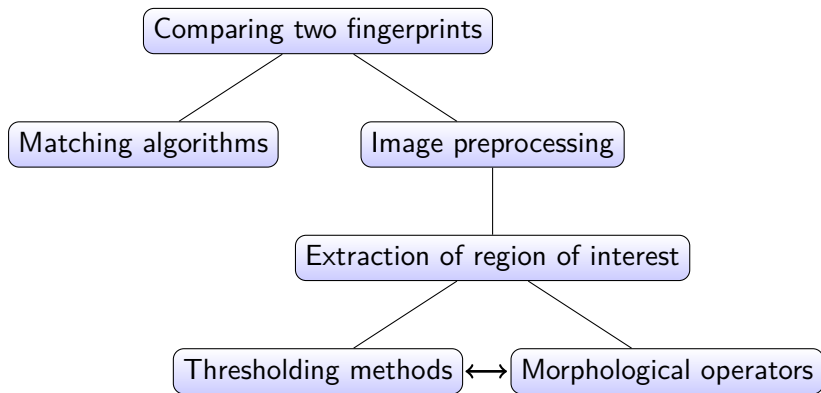 Comparing two fingerprints
Matching algorithms
Image preprocessing
Extraction of region of interest
Thresholding methods
Morphological operators